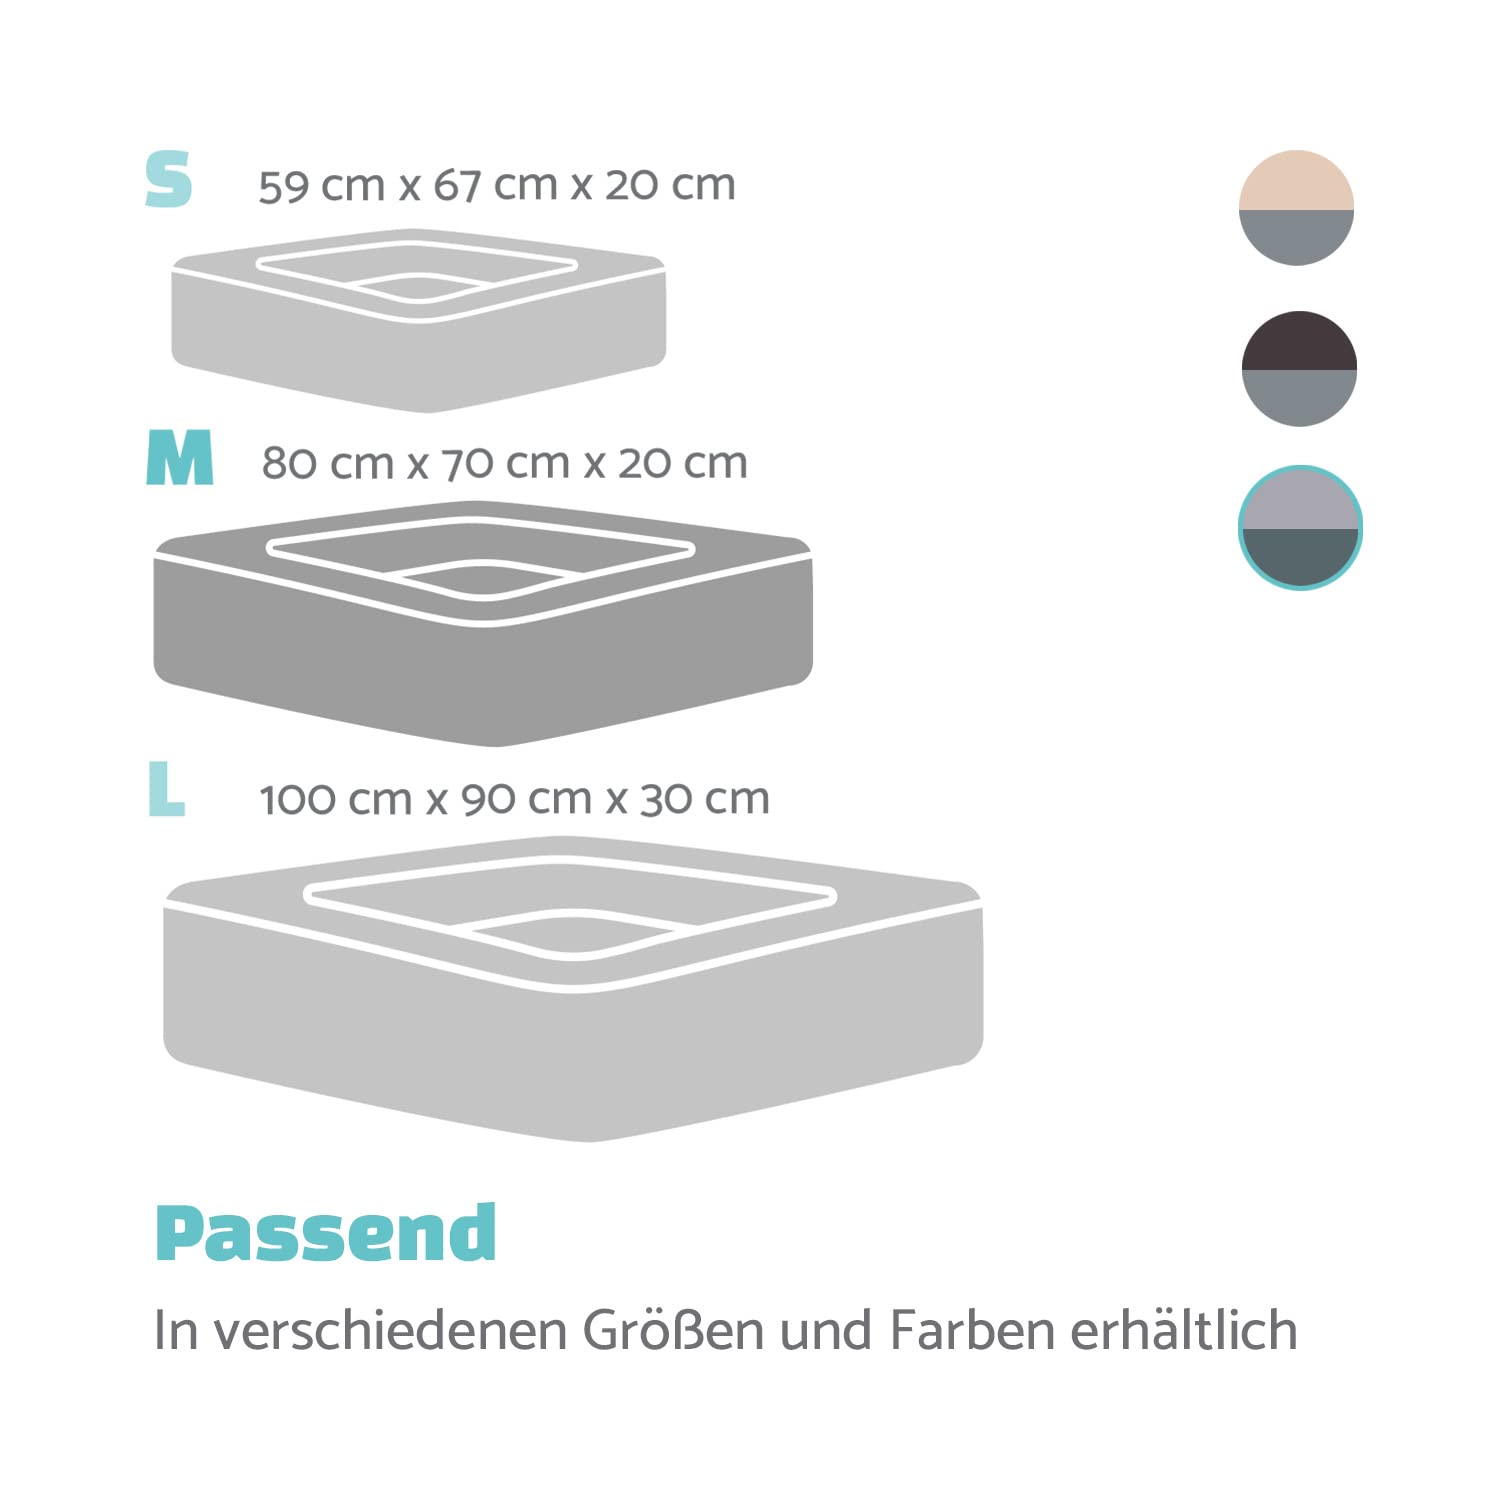 S 59 cm x 67 cm x 20 cm
M 80 cm x 70 cm x 20 cm
L 100 cm x 90 cm x 30 cm
Passend
In verschiedenen Größen und Farben erhältlich